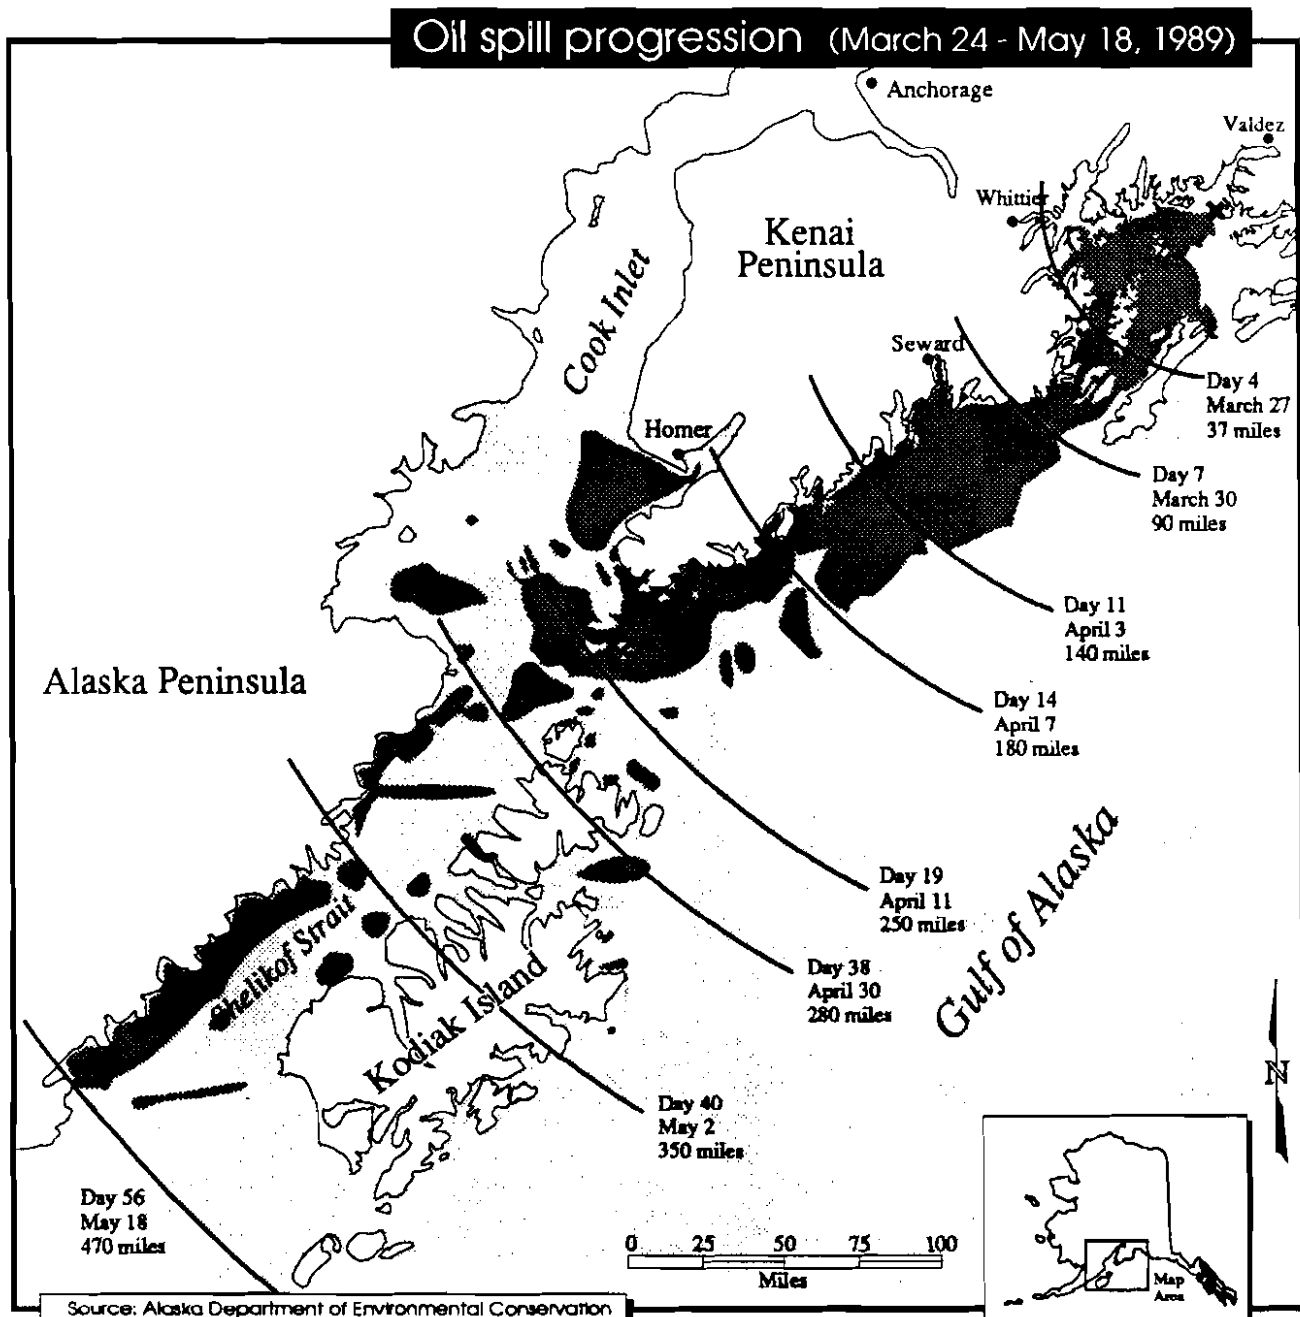 Oil spill progression (March 24 - May 18, 1989)
Anchorage
Valdez
Whittier
Kenai
Peninsula
Cook Inlet
Seward
Day 4
March 27
37 miles
Homer
Day 7
March 30
90 miles
Day 11
April 3
140 miles
Alaska Peninsula
Day 14
April 7
180 miles
Day 19
April 11
250 miles
Gulf of Alaska
Shelikof Strait
Day 38
April 30
280 miles
Kodiak Island
N
Day 40
May 2
350 miles
Day 56
May 18
470 miles
0 25 50 75 100
Miles
Map
Area
Source: Alaska Department of Environmental Conservation